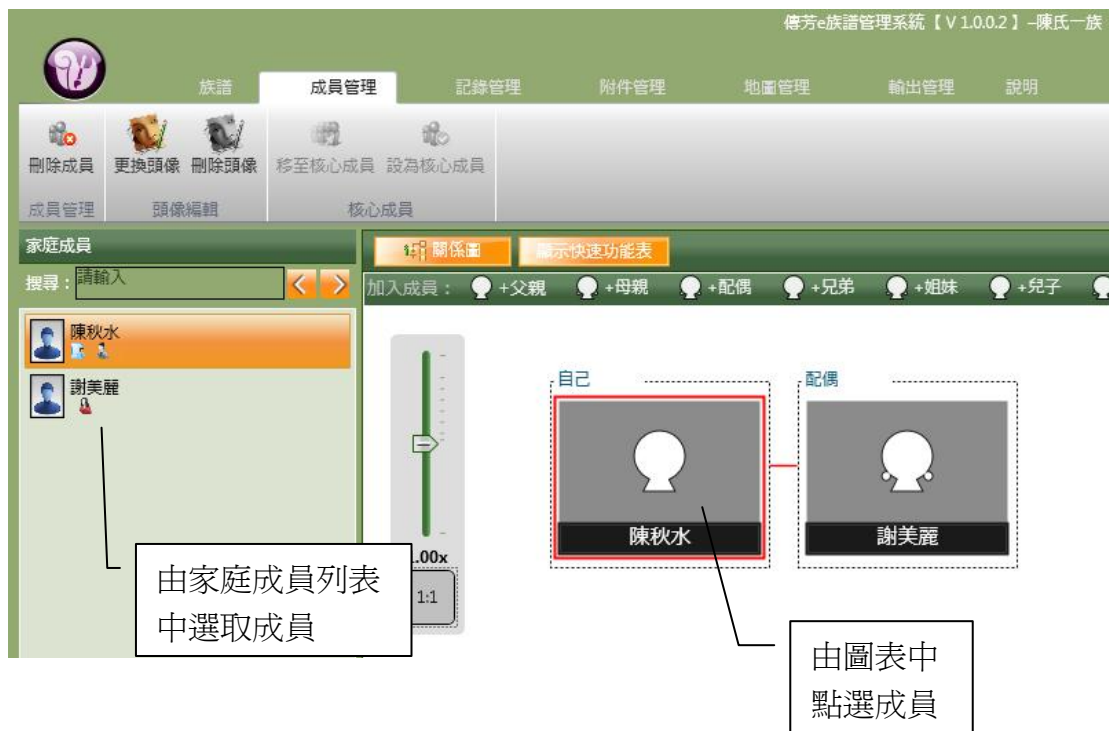 傳芳e族譜管理系統【 V 1.0.0.2 】–陳氏一族
族譜 成員管理 記錄管理 附件管理 地圖管理 輸出管理 說明
刪除成員 更換頭像 刪除頭像 移至核心成員 設為核心成員
成員管理 頭像編輯 核心成員
家庭成員
關係圖 顯示快速功能表
搜尋：請輸入
加入成員： +父親 +母親 +配偶 +兄弟 +姐妹 +兒子
陳秋水
謝美麗
自己
配偶
陳秋水
謝美麗
.00x
1:1
由家庭成員列表
中選取成員
由圖表中
點選成員